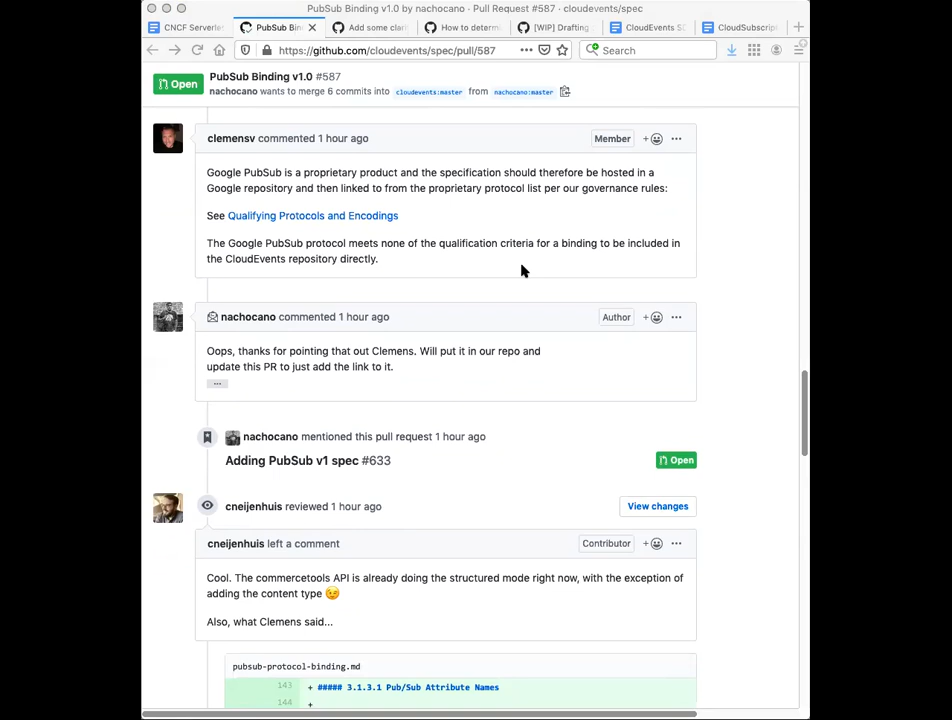 PubSub Binding v1.0 by nachocano · Pull Request #587 · cloudevents/spec
CNCF Serverles
PubSub Bin
Add some clari
How to determi
[WIP] Drafting
CloudEvents SD
CloudSubscript
https://github.com/cloudevents/spec/pull/587
Search
Open
PubSub Binding v1.0 #587
nachocano wants to merge 6 commits into cloudevents:master from nachocano:master
clemensv commented 1 hour ago
Member
Google PubSub is a proprietary product and the specification should therefore be hosted in a
Google repository and then linked to from the proprietary protocol list per our governance rules:
See Qualifying Protocols and Encodings
The Google PubSub protocol meets none of the qualification criteria for a binding to be included in
the CloudEvents repository directly.
nachocano commented 1 hour ago
Author
Oops, thanks for pointing that out Clemens. Will put it in our repo and
update this PR to just add the link to it.
nachocano mentioned this pull request 1 hour ago
Adding PubSub v1 spec #633
Open
cneijenhuis reviewed 1 hour ago
View changes
cneijenhuis left a comment
Contributor
Cool. The commercetools API is already doing the structured mode right now, with the exception of
adding the content type 😉
Also, what Clemens said...
pubsub-protocol-binding.md
143 + ##### 3.1.3.1 Pub/Sub Attribute Names
144 +